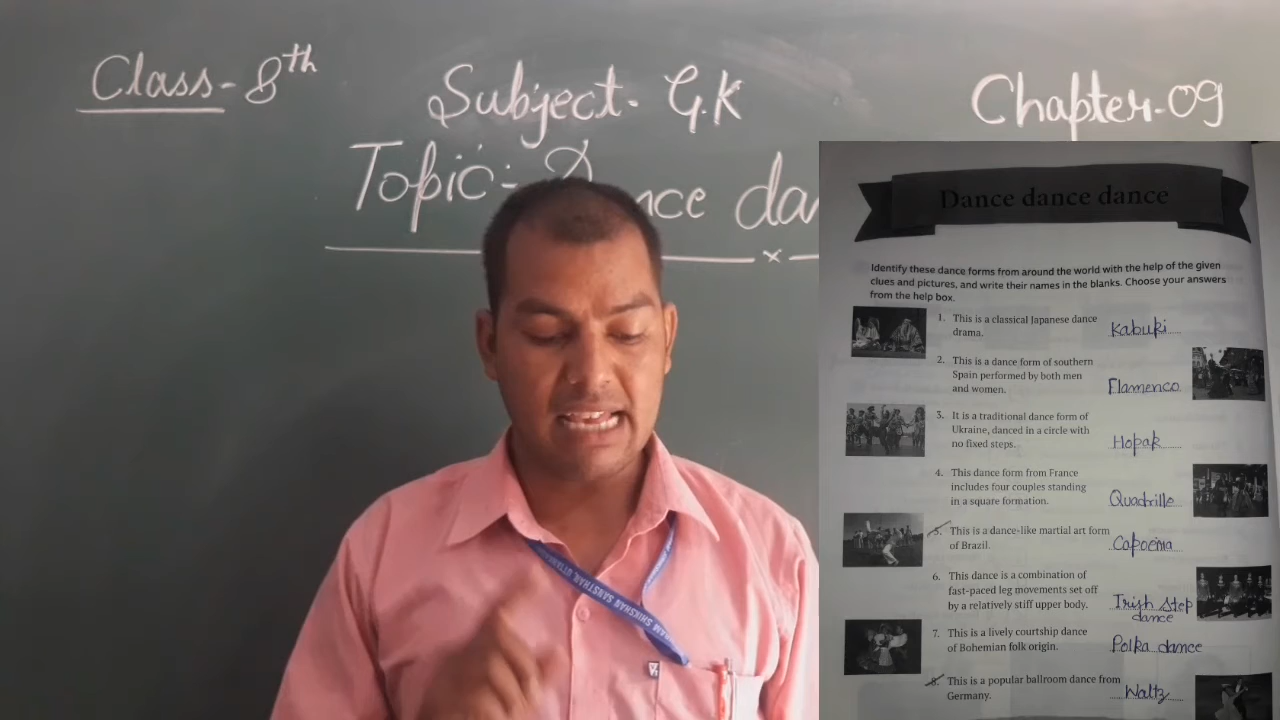 Class- 8th
Subject- G.K
Chapter-09
Topic:- D nce da
x
Dance dance dance
Identify these dance forms from around the world with the help of the given
clues and pictures, and write their names in the blanks. Choose your answers
from the help box.
1. This is a classical Japanese dance
drama.
Kabuki
2. This is a dance form of southern
Spain performed by both men
and women.
Flamenco
3. It is a traditional dance form of
Ukraine, danced in a circle with
no fixed steps.
Hopak
4. This dance form from France
includes four couples standing
in a square formation.
Quadrille
5. This is a dance-like martial art form
of Brazil.
Capoeina
6. This dance is a combination of
fast-paced leg movements set off
by a relatively stiff upper body.
Irish Step
dance
7. This is a lively courtship dance
of Bohemian folk origin.
Polka dance
8. This is a popular ballroom dance from
Germany.
Waltz
SHIKSHAN SANSTHAN,
SHIKSHAN SANSTHAN